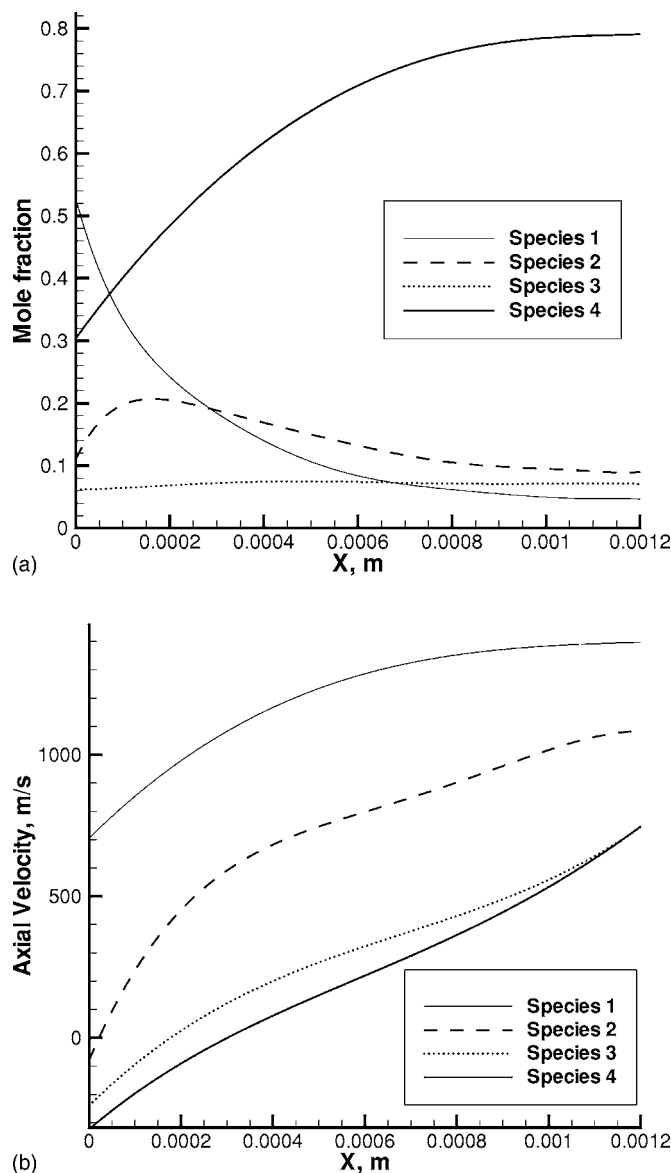 0.8
0.7
0.6
0.5
0.4
0.3
0.2
0.1
0
Mole fraction
Species 1
Species 2
Species 3
Species 4
0 0.0002 0.0004 0.0006 0.0008 0.001 0.0012
X, m
(a)
1000
500
0
Axial Velocity, m/s
Species 1
Species 2
Species 3
Species 4
0 0.0002 0.0004 0.0006 0.0008 0.001 0.0012
X, m
(b)